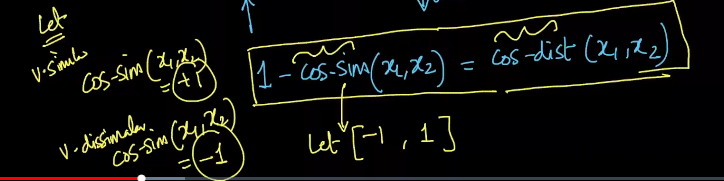 Let
v. similar
cos-sim(x₁,x₂)
= +1
1 - cos-sim(x₁,x₂) = cos-dist(x₁,x₂)
v. dissimilar
cos-sim(x₁,x₂)
= -1
Let [-1, 1]